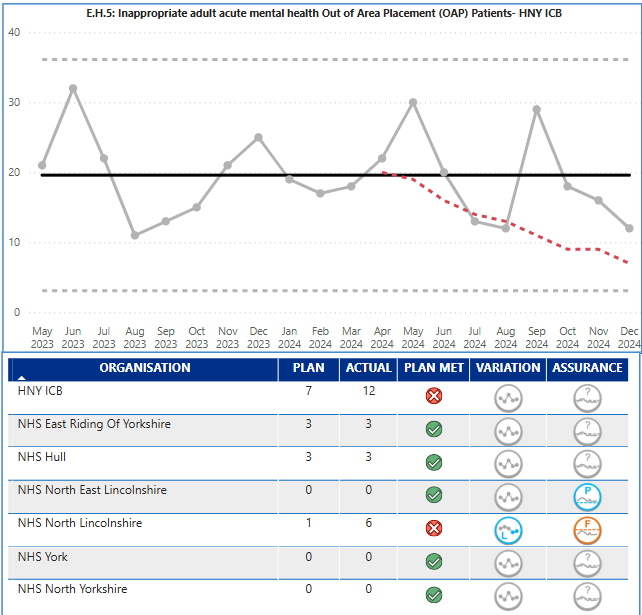 E.H.5: Inappropriate adult acute mental health Out of Area Placement (OAP) Patients- HNY ICB
40
30
20
10
0
May Jun Jul Aug Sep Oct Nov Dec Jan Feb Mar Apr May Jun Jul Aug Sep Oct Nov Dec
2023 2023 2023 2023 2023 2023 2023 2023 2024 2024 2024 2024 2024 2024 2024 2024 2024 2024 2024 2024
ORGANISATION PLAN ACTUAL PLAN MET VARIATION ASSURANCE
HNY ICB 7 12 ?
NHS East Riding Of Yorkshire 3 3 ?
NHS Hull 3 3 ?
NHS North East Lincolnshire 0 0 P
NHS North Lincolnshire 1 6 L F
NHS York 0 0 ?
NHS North Yorkshire 0 0 ?